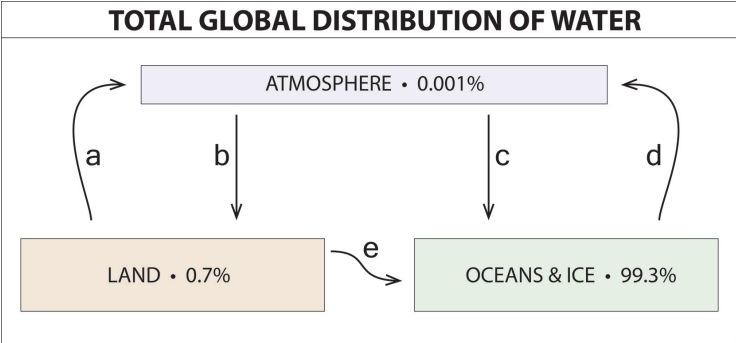 TOTAL GLOBAL DISTRIBUTION OF WATER
ATMOSPHERE • 0.001%
a
b
c
d
e
LAND • 0.7%
OCEANS & ICE • 99.3%